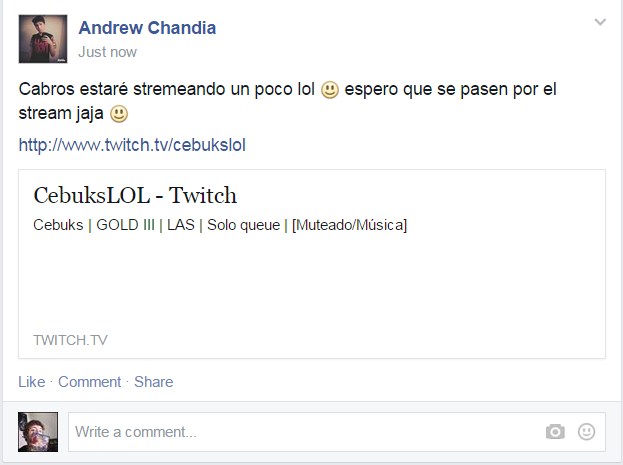 Andrew Chandia
Just now
Cabros estaré stremeando un poco lol espero que se pasen por el
stream jaja
http://www.twitch.tv/cebukslol
CebuksLOL - Twitch
Cebuks | GOLD III | LAS | Solo queue | [Muteado/Música]
TWITCH.TV
Like · Comment · Share
Write a comment...